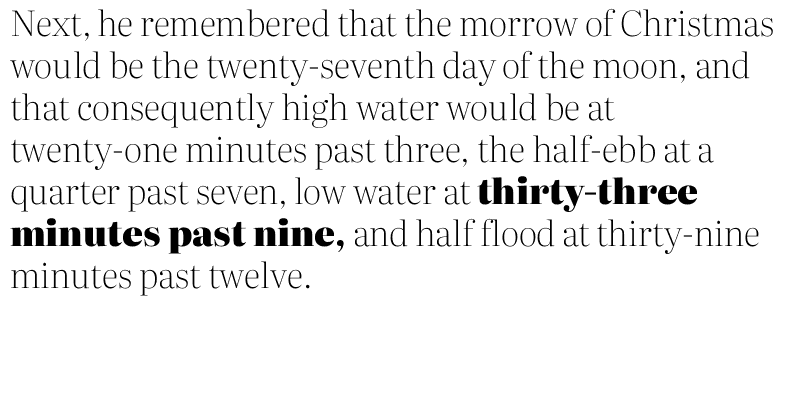 Next, he remembered that the morrow of Christmas
would be the twenty-seventh day of the moon, and
that consequently high water would be at
twenty-one minutes past three, the half-ebb at a
quarter past seven, low water at thirty-three
minutes past nine, and half flood at thirty-nine
minutes past twelve.